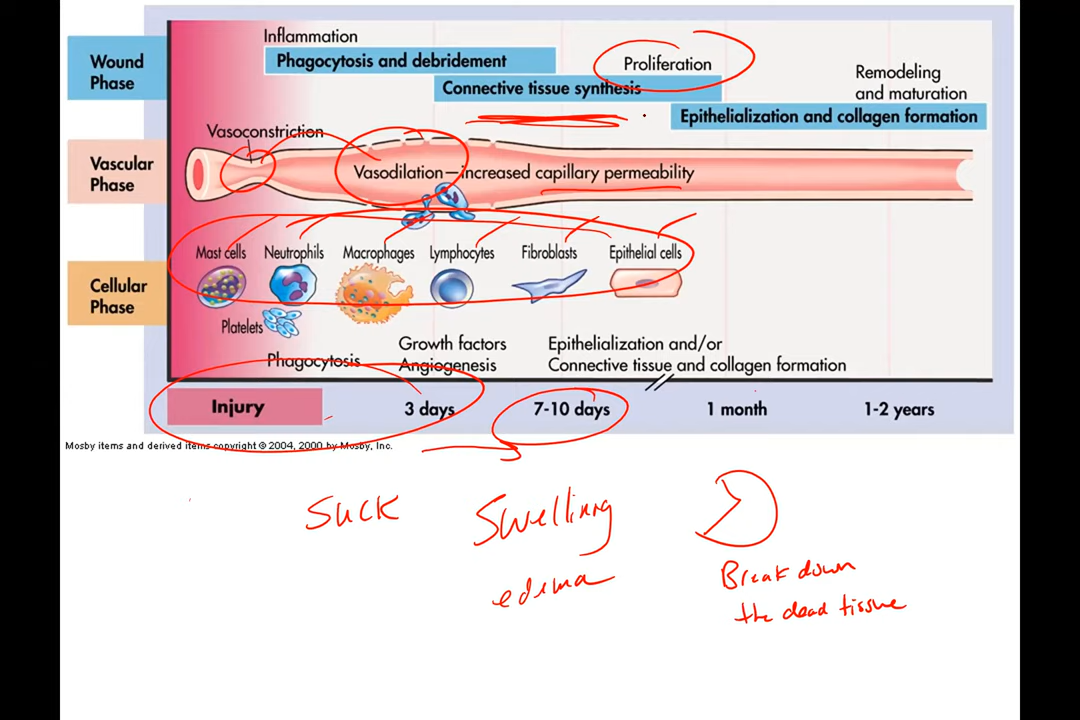 Wound
Phase
Inflammation
Phagocytosis and debridement
Connective tissue synthesis
Proliferation
Remodeling
and maturation
Epithelialization and collagen formation
Vasoconstriction
Vascular
Phase
Vasodilation—increased capillary permeability
Cellular
Phase
Mast cells
Neutrophils
Macrophages
Lymphocytes
Fibroblasts
Epithelial cells
Platelets
Phagocytosis
Growth factors
Angiogenesis
Epithelialization and/or
Connective tissue and collagen formation
Injury
3 days
7-10 days
1 month
1-2 years
Mosby items and derived items copyright © 2004, 2000 by Mosby, Inc.
Suck
Swelling
edema
Break down
the dead tissue